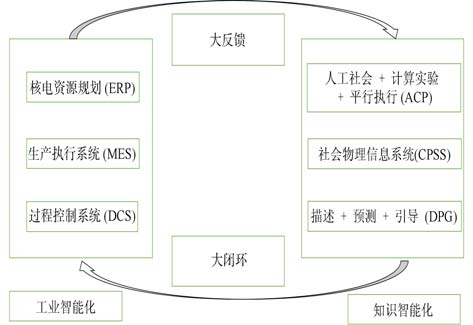 大反馈
核电资源规划 (ERP)
生产执行系统 (MES)
过程控制系统 (DCS)
人工社会 + 计算实验
+ 平行执行 (ACP)
社会物理信息系统(CPSS)
描述 + 预测 + 引导 (DPG)
大闭环
工业智能化
知识智能化